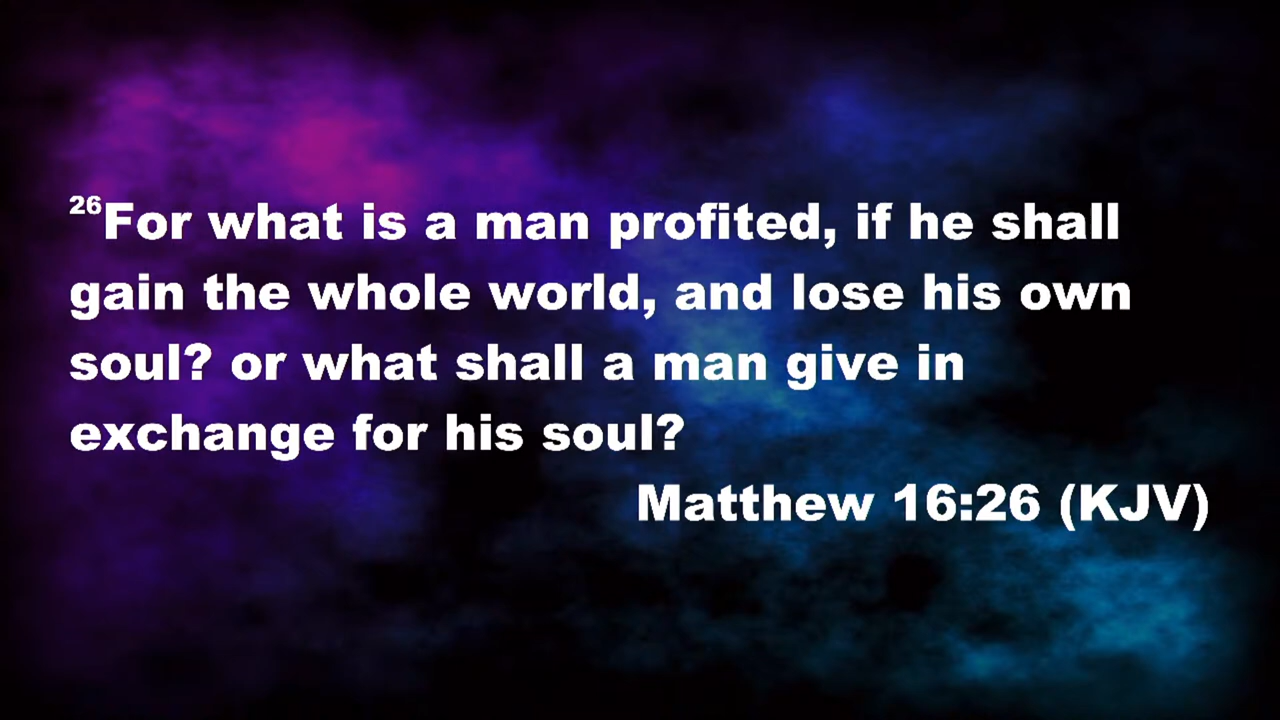 26For what is a man profited, if he shall
gain the whole world, and lose his own
soul? or what shall a man give in
exchange for his soul?
Matthew 16:26 (KJV)